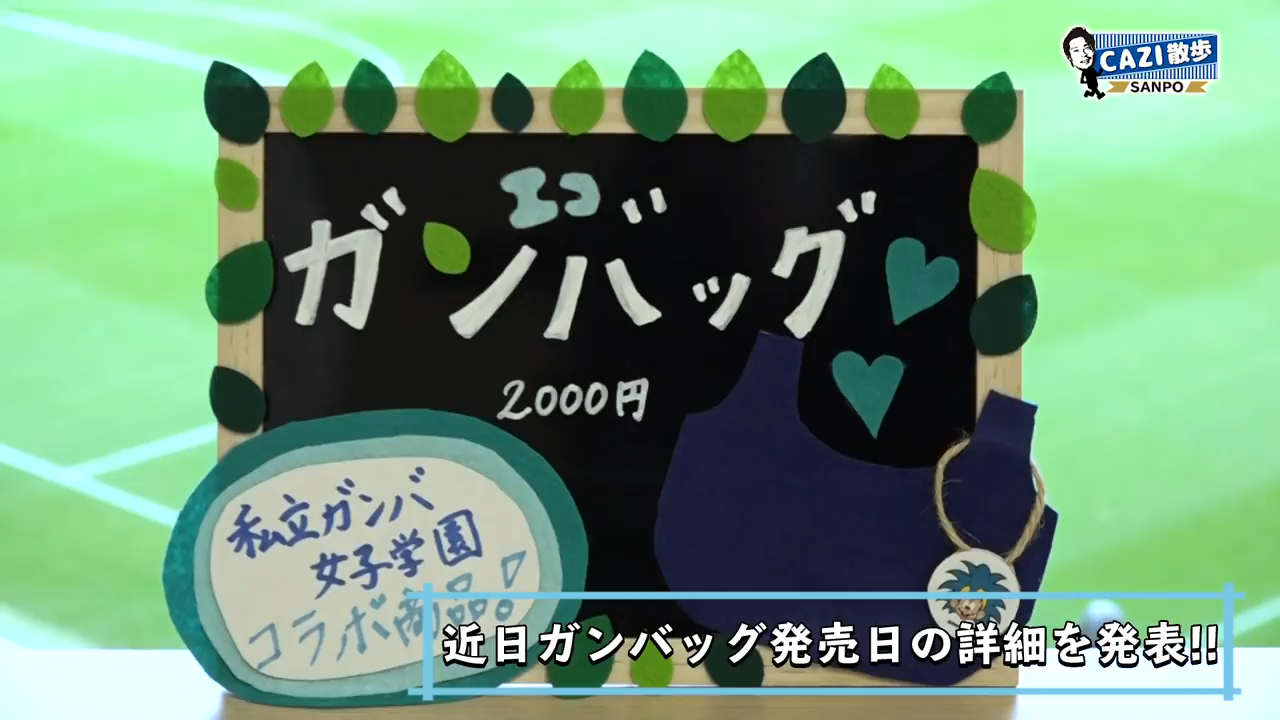 CAZI散歩
SANPO
エコ
ガンバッグ
2000円
私立ガンバ
女子学園
コラボ商品!
近日ガンバッグ発売日の詳細を発表!!